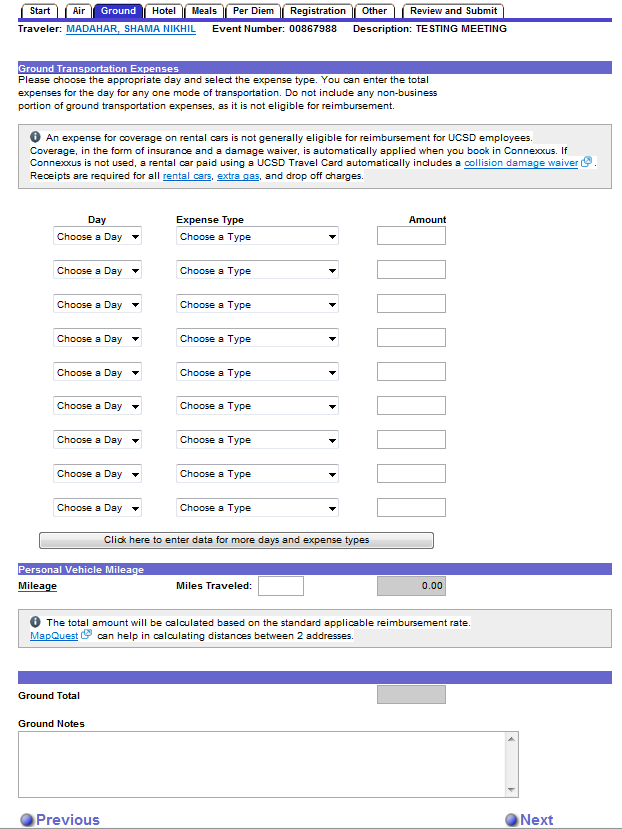 Start Air Ground Hotel Meals Per Diem Registration Other Review and Submit
Traveler: MADAHAR, SHAMA NIKHIL Event Number: 00867988 Description: TESTING MEETING
Ground Transportation Expenses
Please choose the appropriate day and select the expense type. You can enter the total
expenses for the day for any one mode of transportation. Do not include any non-business
portion of ground transportation expenses, as it is not eligible for reimbursement.
An expense for coverage on rental cars is not generally eligible for reimbursement for UCSD employees.
Coverage, in the form of insurance and a damage waiver, is automatically applied when you book in Connexxus. If
Connexxus is not used, a rental car paid using a UCSD Travel Card automatically includes a collision damage waiver .
Receipts are required for all rental cars, extra gas, and drop off charges.
Day Expense Type Amount
Choose a Day Choose a Type
Choose a Day Choose a Type
Choose a Day Choose a Type
Choose a Day Choose a Type
Choose a Day Choose a Type
Choose a Day Choose a Type
Choose a Day Choose a Type
Choose a Day Choose a Type
Choose a Day Choose a Type
Click here to enter data for more days and expense types
Personal Vehicle Mileage
Mileage Miles Traveled: 0.00
The total amount will be calculated based on the standard applicable reimbursement rate.
MapQuest can help in calculating distances between 2 addresses.
Ground Total
Ground Notes
Previous Next